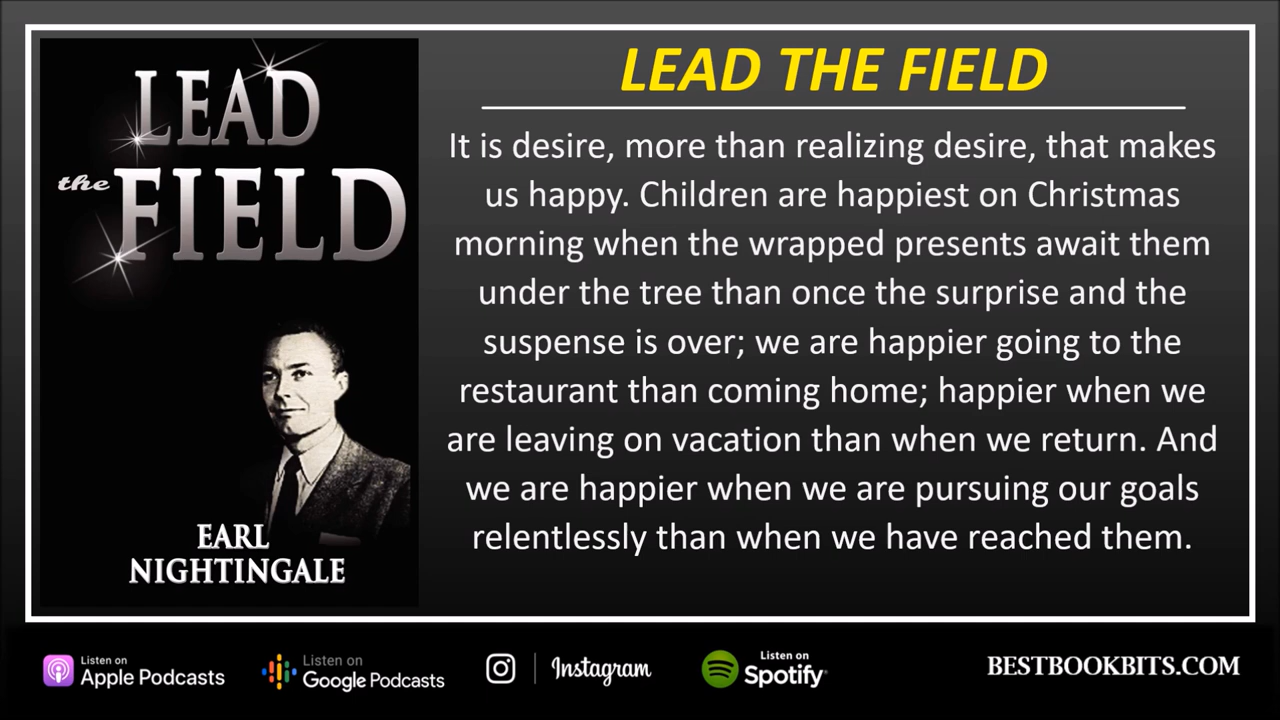 LEAD
the FIELD
EARL
NIGHTINGALE
LEAD THE FIELD
It is desire, more than realizing desire, that makes
us happy. Children are happiest on Christmas
morning when the wrapped presents await them
under the tree than once the surprise and the
suspense is over; we are happier going to the
restaurant than coming home; happier when we
are leaving on vacation than when we return. And
we are happier when we are pursuing our goals
relentlessly than when we have reached them.
Listen on
Apple Podcasts
Listen on
Google Podcasts
Instagram
Listen on
Spotify
BESTBOOKBITS.COM